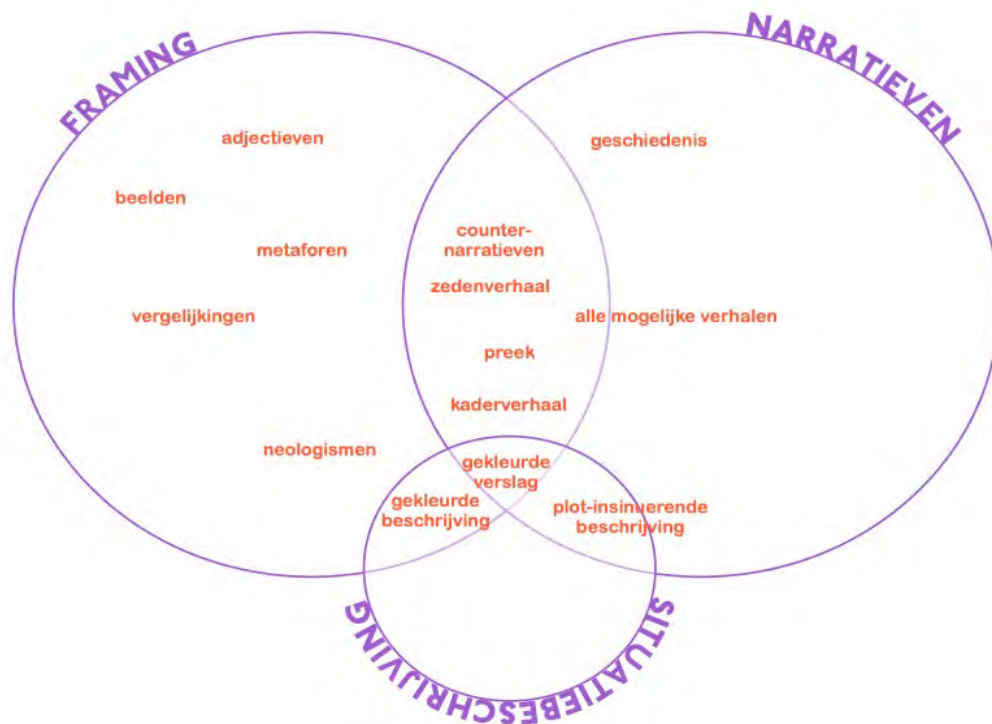 FRAMING
NARRATIEVEN
adjectieven
geschiedenis
beelden
counter-
narratieven
metaforen
zedenverhaal
vergelijkingen
alle mogelijke verhalen
preek
kaderverhaal
neologismen
gekleurde
verslag
gekleurde
beschrijving
plot-insinuerende
beschrijving
SITUATIEBESCHRIJVING